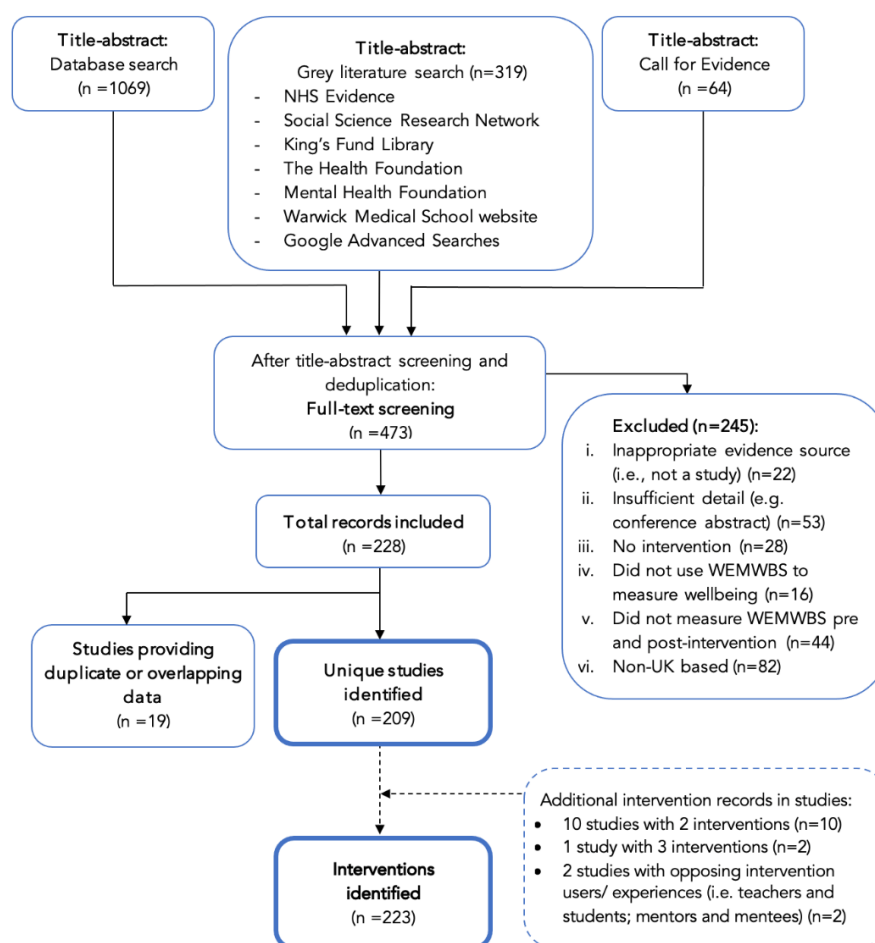 Title-abstract:
Database search
(n =1069)
Title-abstract:
Grey literature search (n=319)
- NHS Evidence
- Social Science Research Network
- King's Fund Library
- The Health Foundation
- Mental Health Foundation
- Warwick Medical School website
- Google Advanced Searches
Title-abstract:
Call for Evidence
(n =64)
After title-abstract screening and
deduplication:
Full-text screening
(n =473)
Excluded (n=245):
i. Inappropriate evidence source
(i.e., not a study) (n=22)
ii. Insufficient detail (e.g.
conference abstract) (n=53)
iii. No intervention (n=28)
iv. Did not use WEMWBS to
measure wellbeing (n=16)
v. Did not measure WEMWBS pre
and post-intervention (n=44)
vi. Non-UK based (n=82)
Total records included
(n =228)
Studies providing
duplicate or overlapping
data
(n =19)
Unique studies
identified
(n =209)
Additional intervention records in studies:
• 10 studies with 2 interventions (n=10)
• 1 study with 3 interventions (n=2)
• 2 studies with opposing intervention
users/ experiences (i.e. teachers and
students; mentors and mentees) (n=2)
Interventions
identified
(n =223)